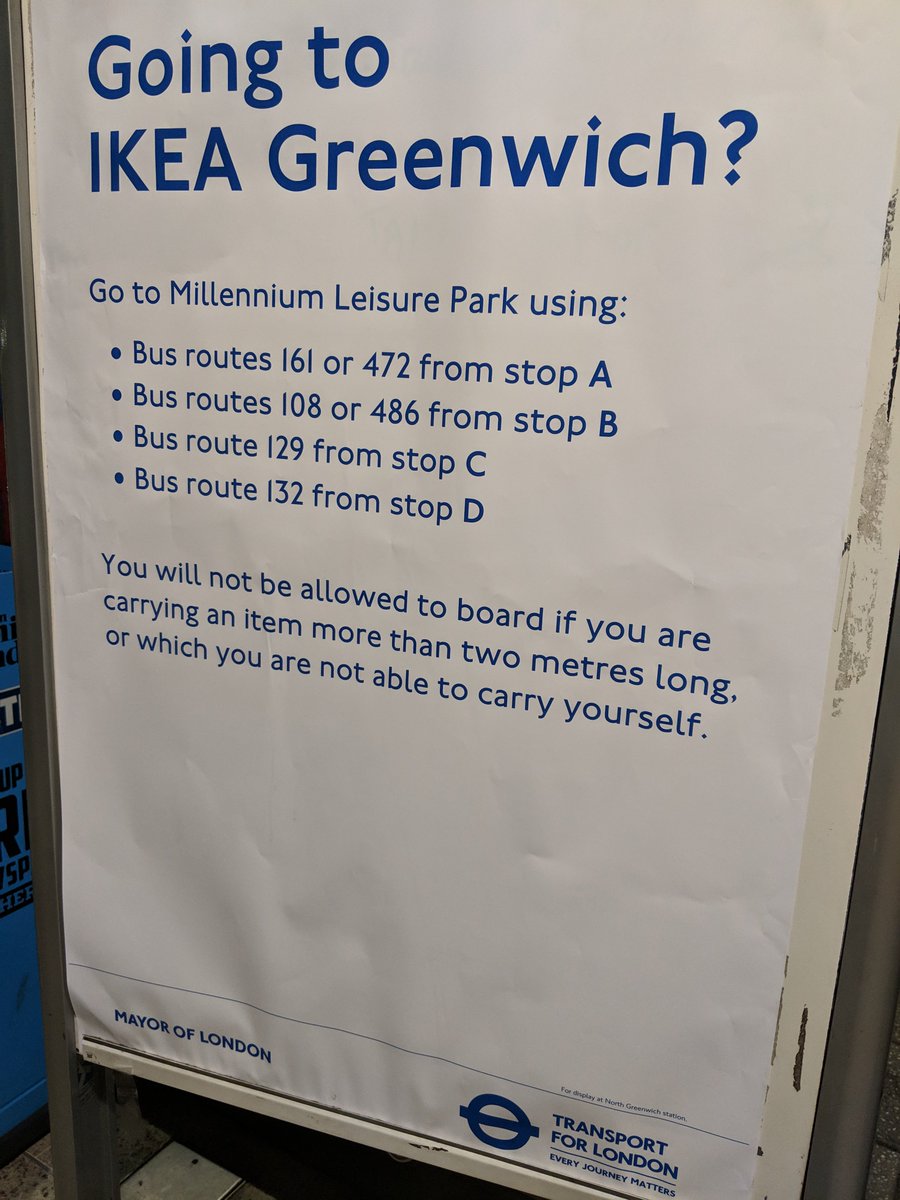 Going to
IKEA Greenwich?
Go to Millennium Leisure Park using:
• Bus routes 161 or 472 from stop A
• Bus routes 108 or 486 from stop B
• Bus route 129 from stop C
• Bus route 132 from stop D
You will not be allowed to board if you are
carrying an item more than two metres long,
or which you are not able to carry yourself.
MAYOR OF LONDON
For display at North Greenwich station.
TRANSPORT
FOR LONDON
EVERY JOURNEY MATTERS
UP